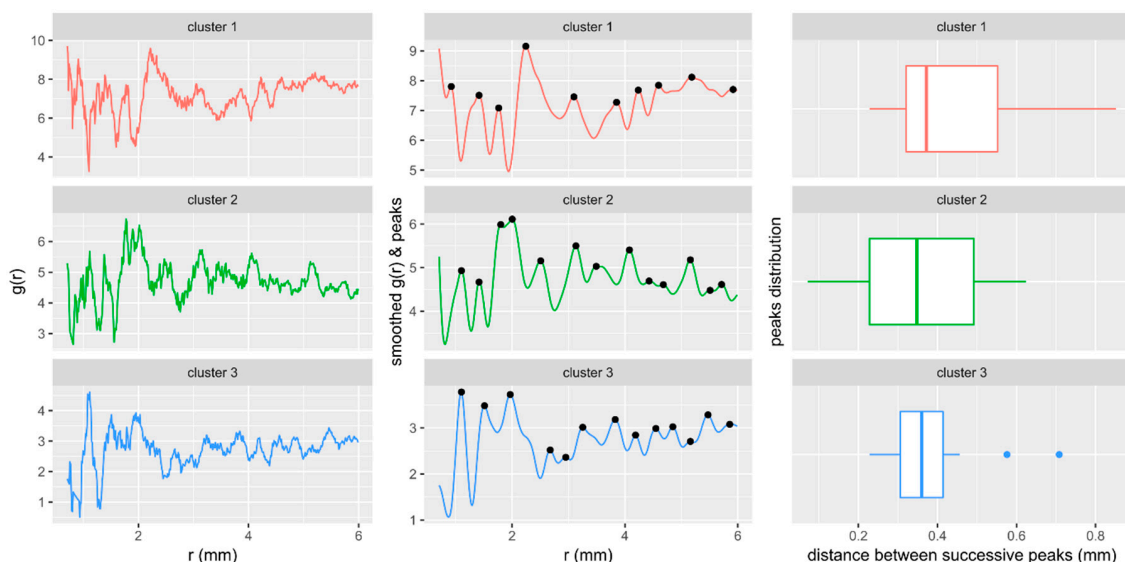 cluster 1
cluster 1
cluster 1
10
8
6
4
9
8
7
6
5
cluster 2
cluster 2
cluster 2
g(r)
6
5
4
3
smoothed g(r) & peaks
6
5
4
peaks distribution
cluster 3
cluster 3
cluster 3
4
3
2
1
4
3
2
1
2
4
6
2
4
6
0.2
0.4
0.6
0.8
r (mm)
r (mm)
distance between successive peaks (mm)